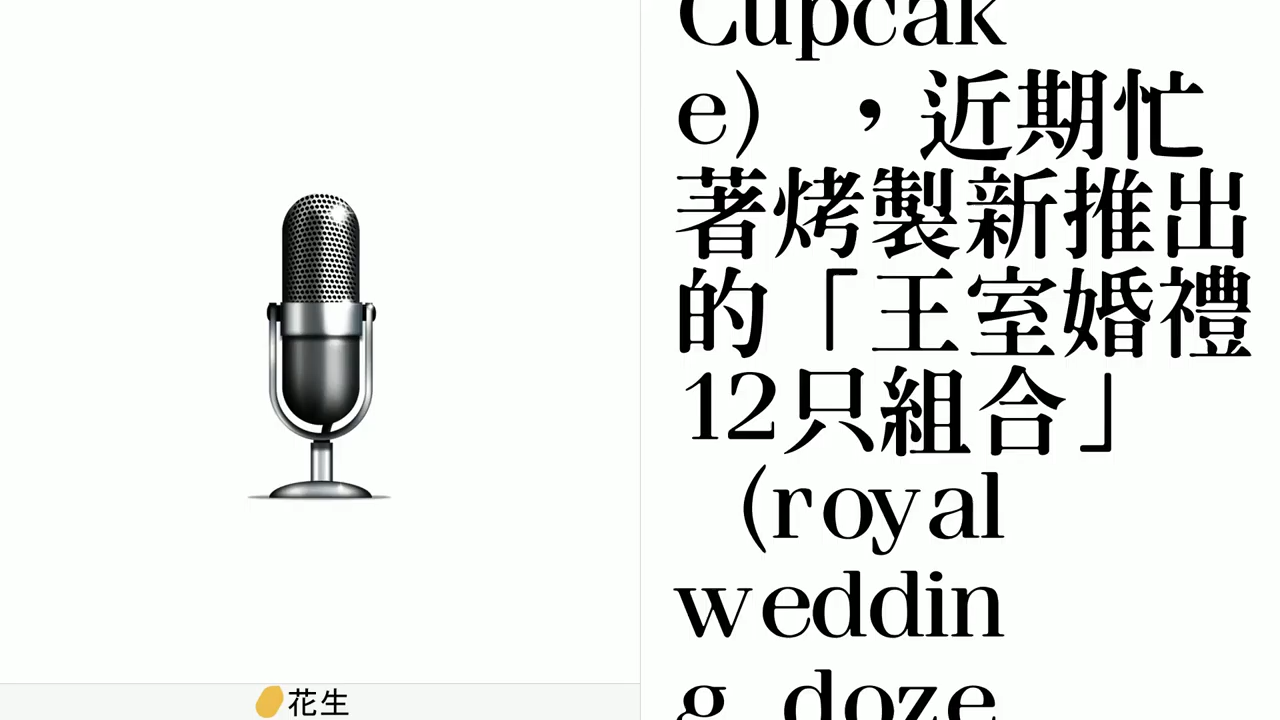 Cupcak
e)　，近期忙
著烤製新推出
的「王室婚禮
12只組合」
（royal
weddin
g doze
花生